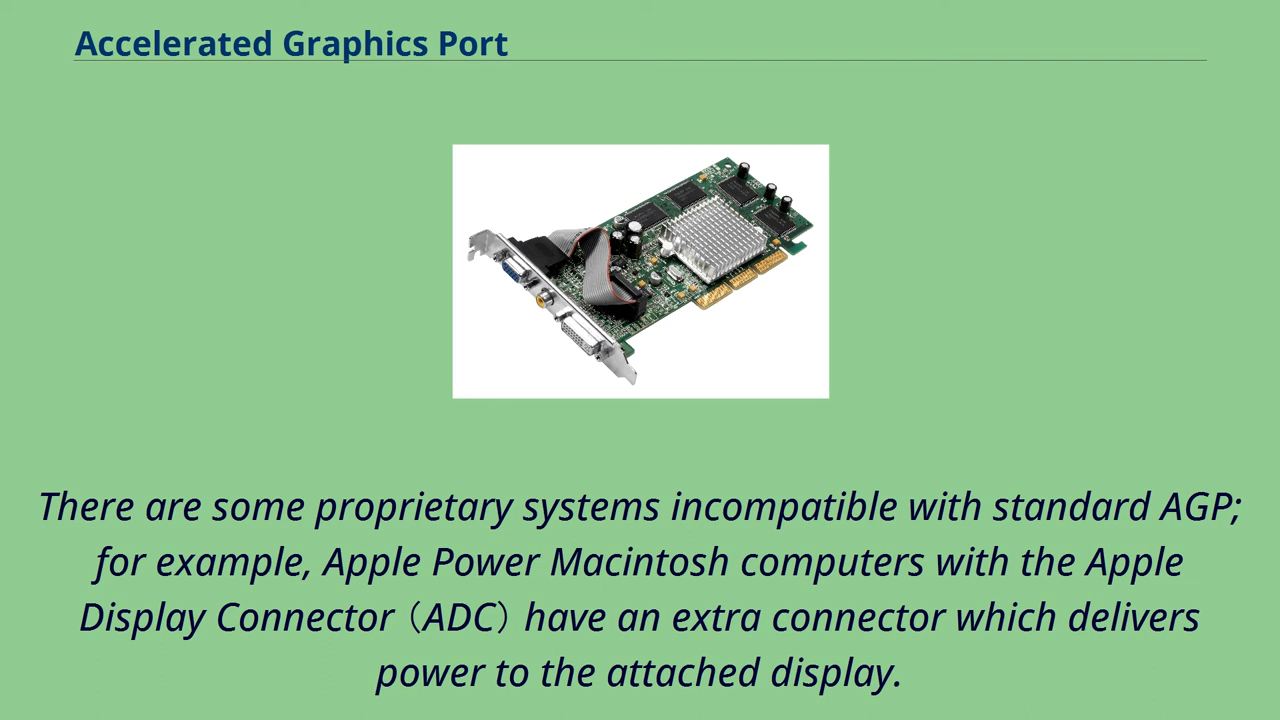 Accelerated Graphics Port
There are some proprietary systems incompatible with standard AGP;
for example, Apple Power Macintosh computers with the Apple
Display Connector（ADC）have an extra connector which delivers
power to the attached display.